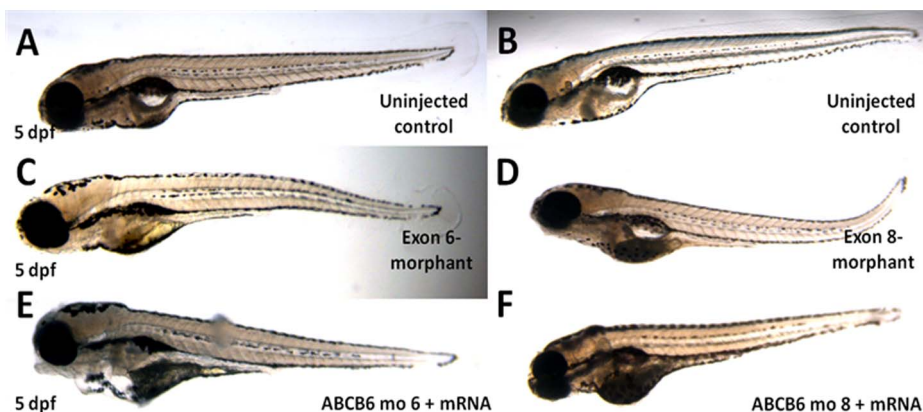 A
B
Uninjected
control
5 dpf
Uninjected
control
C
D
Exon 6-
morphant
5 dpf
Exon 8-
morphant
E
F
5 dpf
ABCB6 mo 6 + mRNA
ABCB6 mo 8 + mRNA